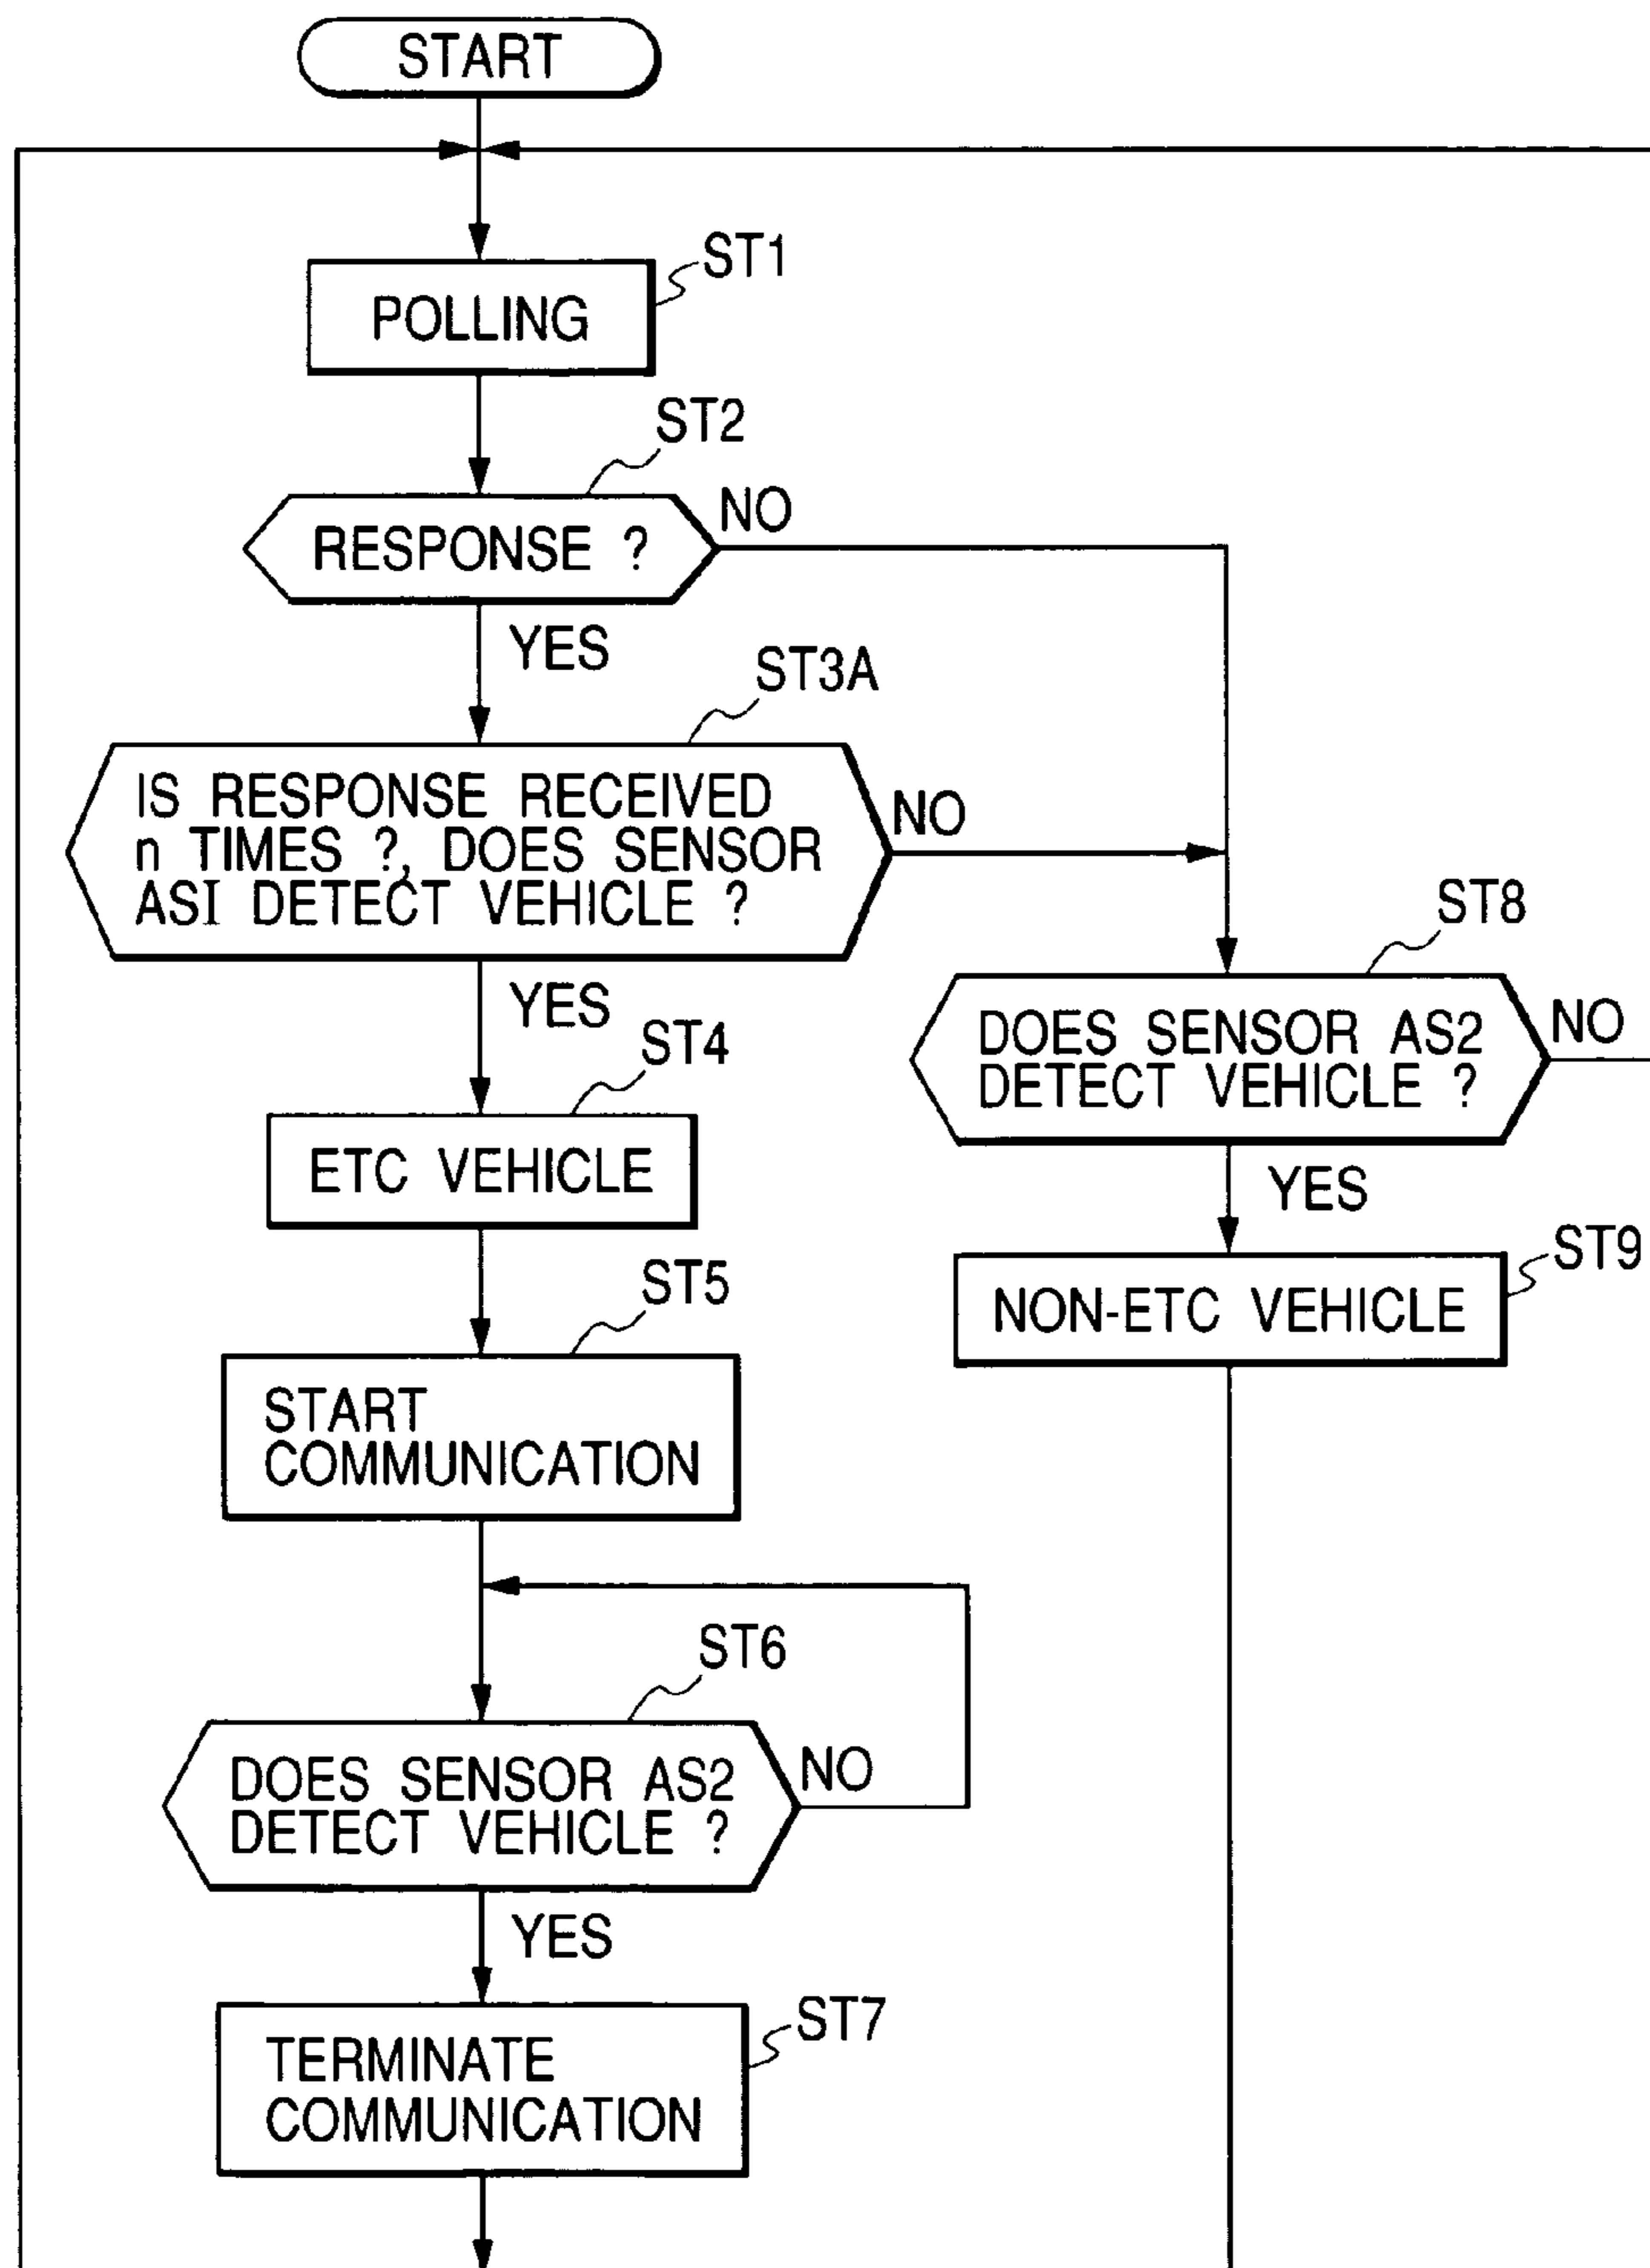 START
ST1
POLLING
ST2
RESPONSE ?
NO
YES
ST3A
IS RESPONSE RECEIVED
n TIMES ?, DOES SENSOR
ASI DETECT VEHICLE ?
NO
YES
ST8
DOES SENSOR AS2
DETECT VEHICLE ?
NO
YES
ST4
ETC VEHICLE
ST9
NON-ETC VEHICLE
ST5
START
COMMUNICATION
ST6
DOES SENSOR AS2
DETECT VEHICLE ?
NO
YES
ST7
TERMINATE
COMMUNICATION